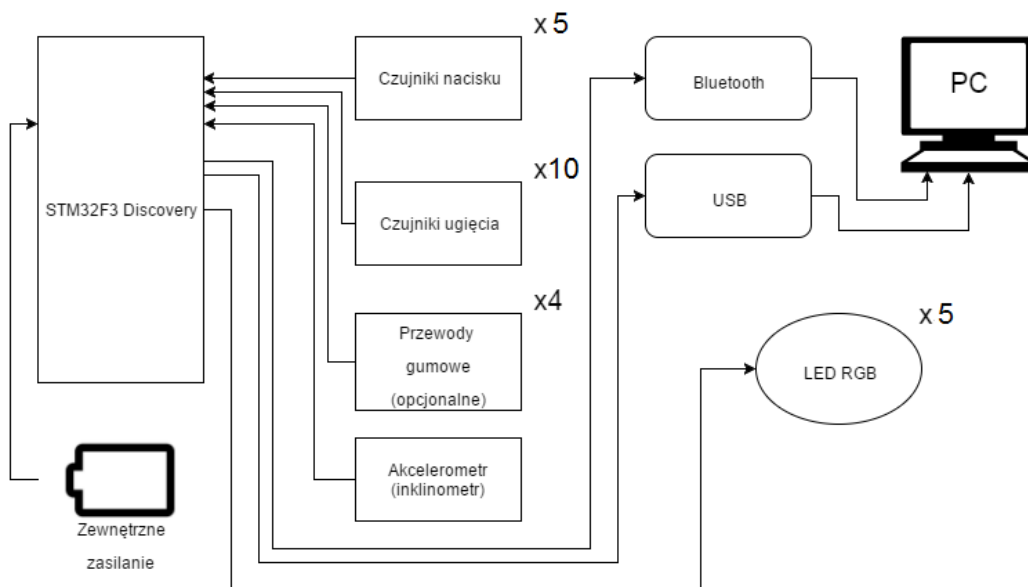 x 5
Czujniki nacisku
Bluetooth
PC
x10
STM32F3 Discovery
Czujniki ugięcia
USB
x4
Przewody
gumowe
(opcjonalne)
x 5
LED RGB
Akcelerometr
(inklinometr)
Zewnętrzne
zasilanie